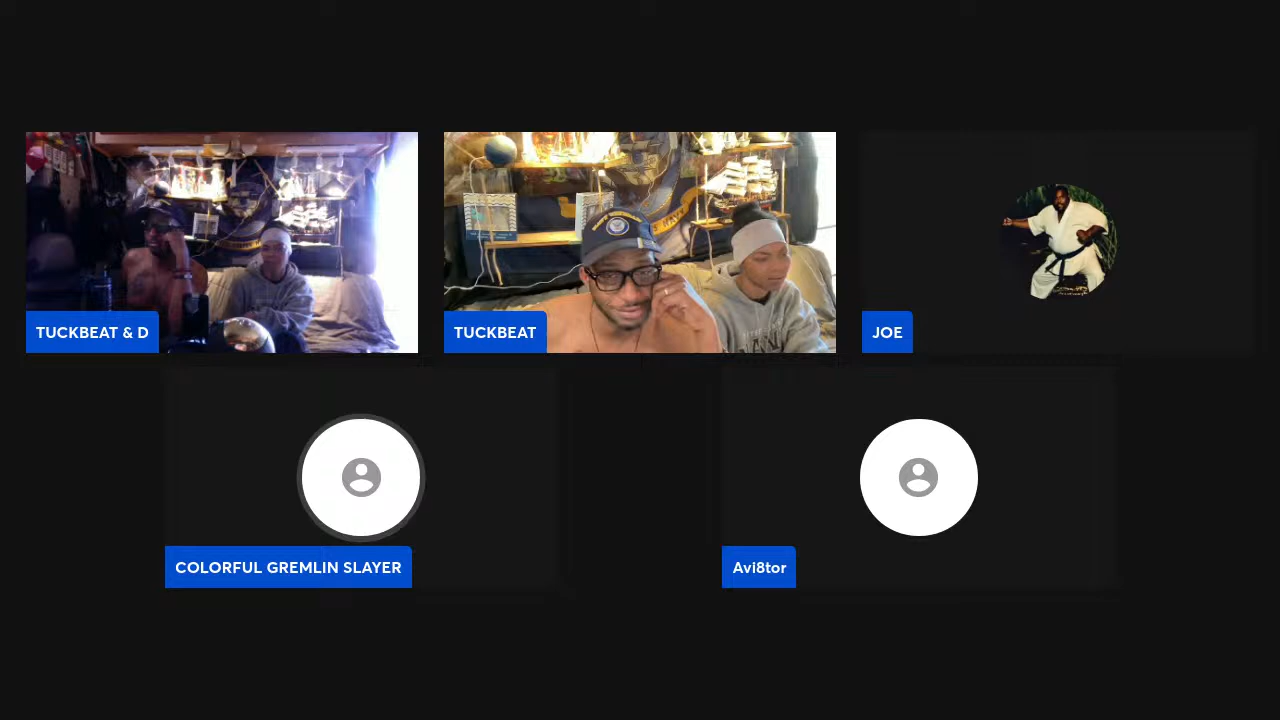 TUCKBEAT & D
TUCKBEAT
JOE
COLORFUL GREMLIN SLAYER
Avi8tor